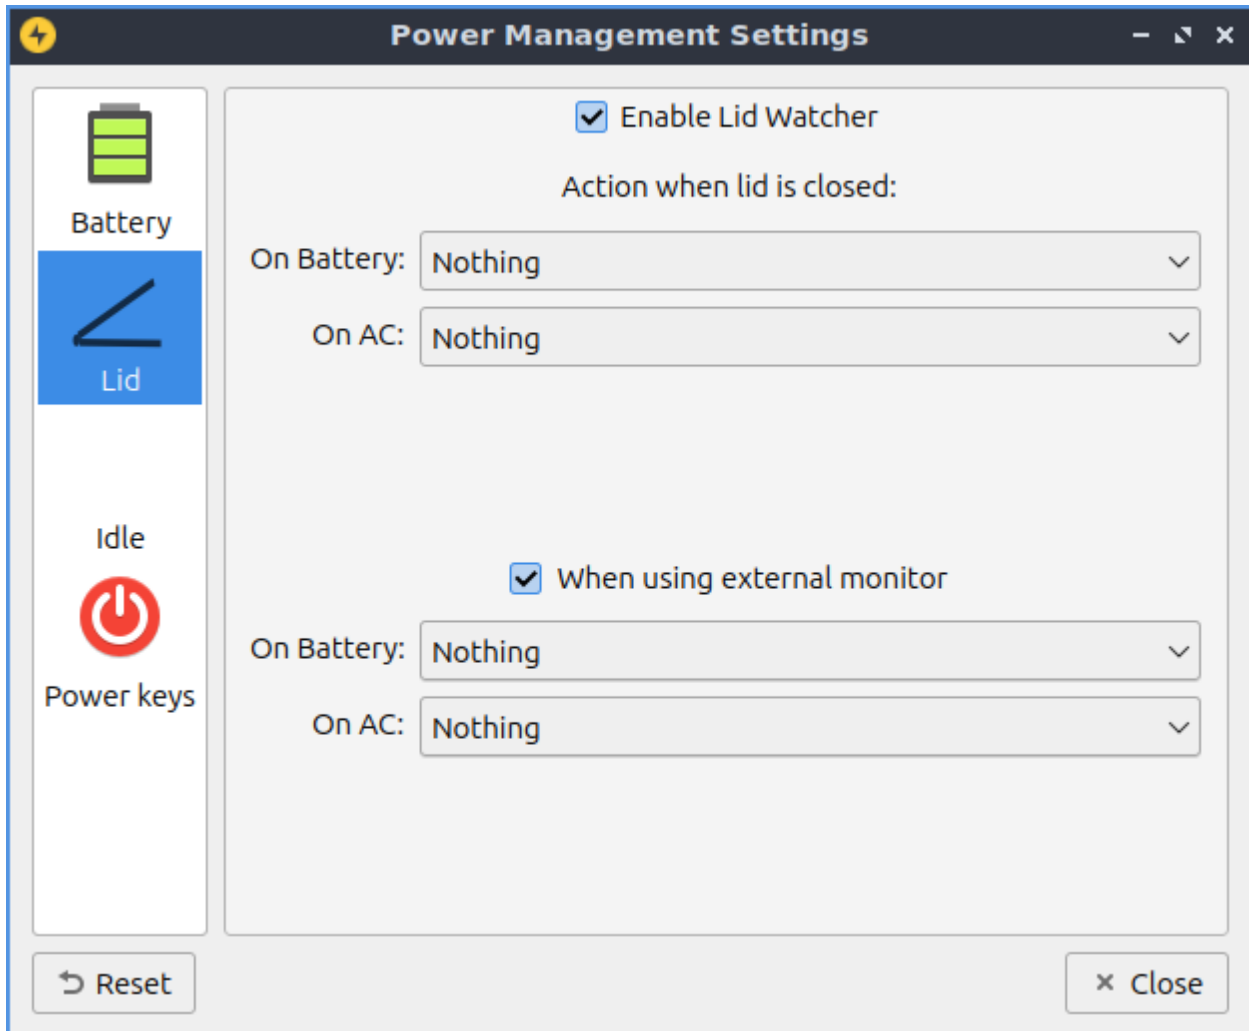 Power Management Settings
Battery
Lid
Idle
Power keys
Enable Lid Watcher
Action when lid is closed:
On Battery: Nothing
On AC: Nothing
When using external monitor
On Battery: Nothing
On AC: Nothing
Reset
Close